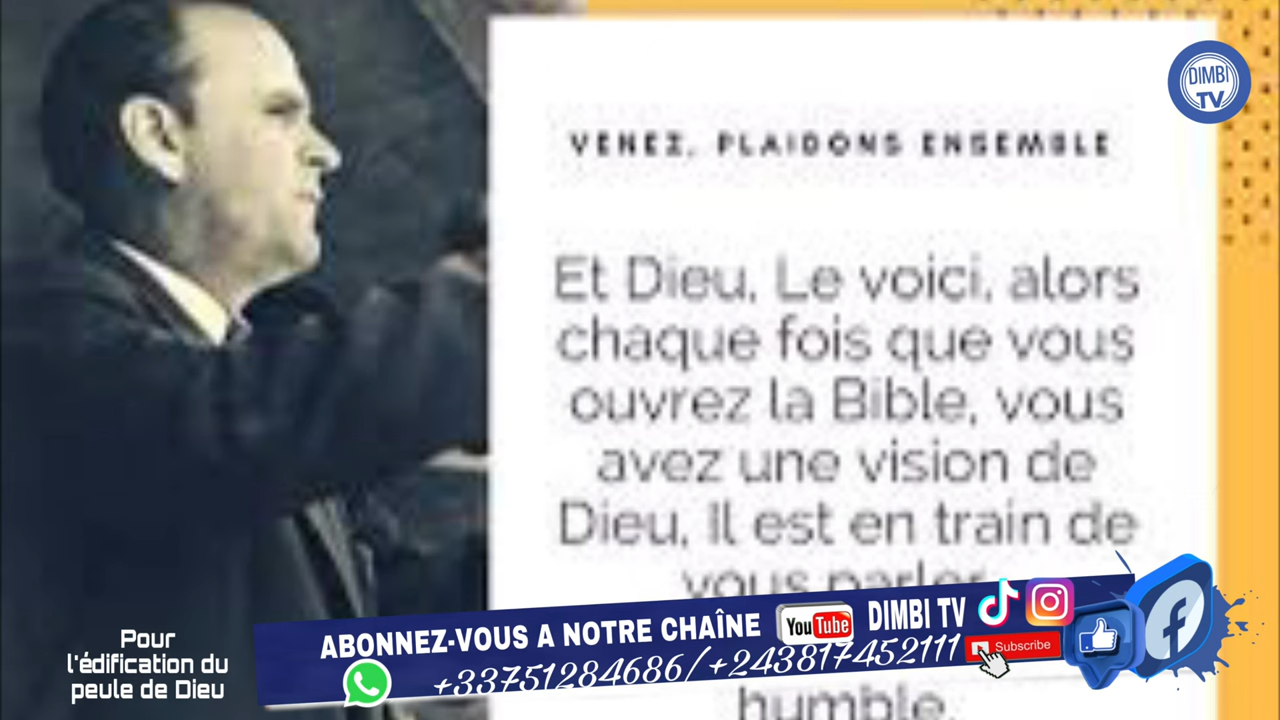 DIMBI
TV
VENEZ, PLAIDONS ENSEMBLE
Et Dieu, Le voici, alors
chaque fois que vous
ouvrez la Bible, vous
avez une vision de
Dieu, Il est en train de
vous parler
humble.
ABONNEZ-VOUS A NOTRE CHAÎNE YouTube DIMBI TV
+33751284686/+243817452111 Subscribe
Pour
l'édification du
peule de Dieu